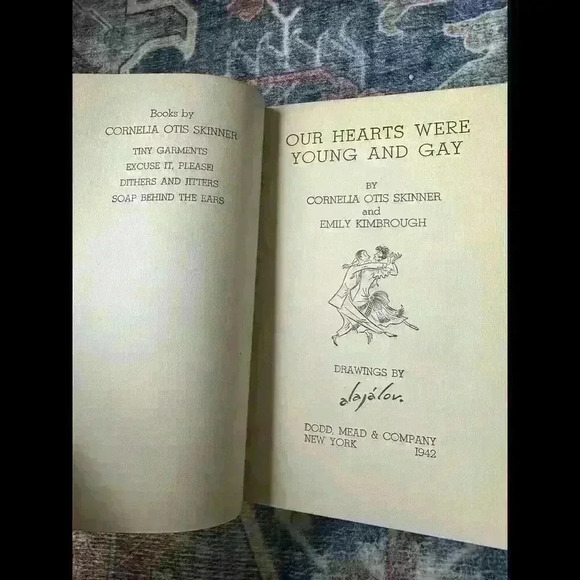 Books by
CORNELIA OTIS SKINNER
TINY GARMENTS
EXCUSE IT, PLEASE!
DITHERS AND JITTERS
SOAP BEHIND THE EARS
OUR HEARTS WERE
YOUNG AND GAY
BY
CORNELIA OTIS SKINNER
and
EMILY KIMBROUGH
DRAWINGS BY
alajálov.
DODD, MEAD & COMPANY
NEW YORK 1942